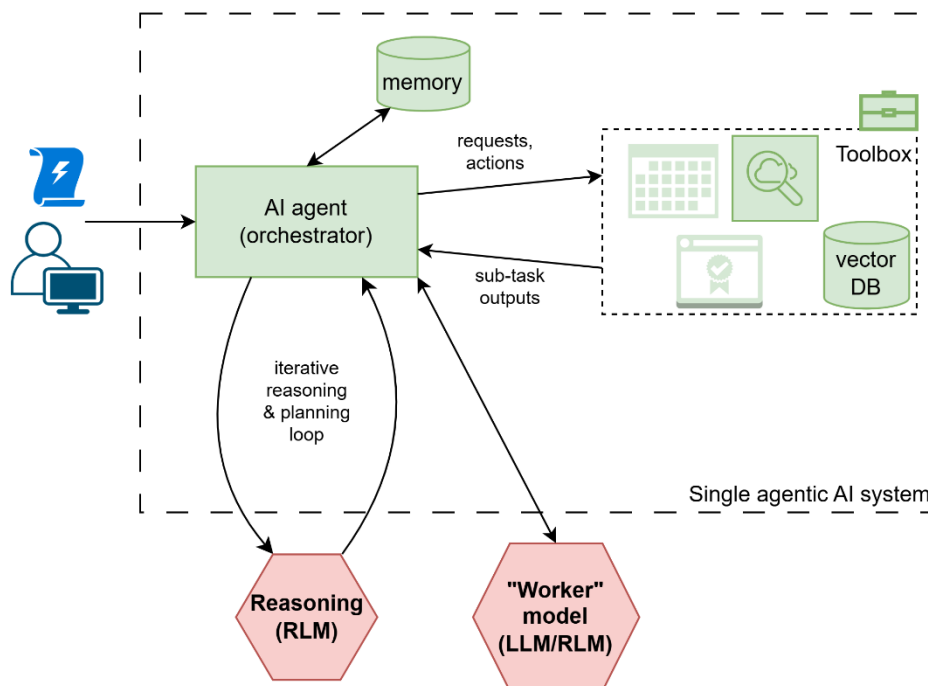 memory
requests,
actions
Toolbox
AI agent
(orchestrator)
vector
DB
sub-task
outputs
iterative
reasoning
& planning
loop
Single agentic AI system
Reasoning
(RLM)
"Worker"
model
(LLM/RLM)